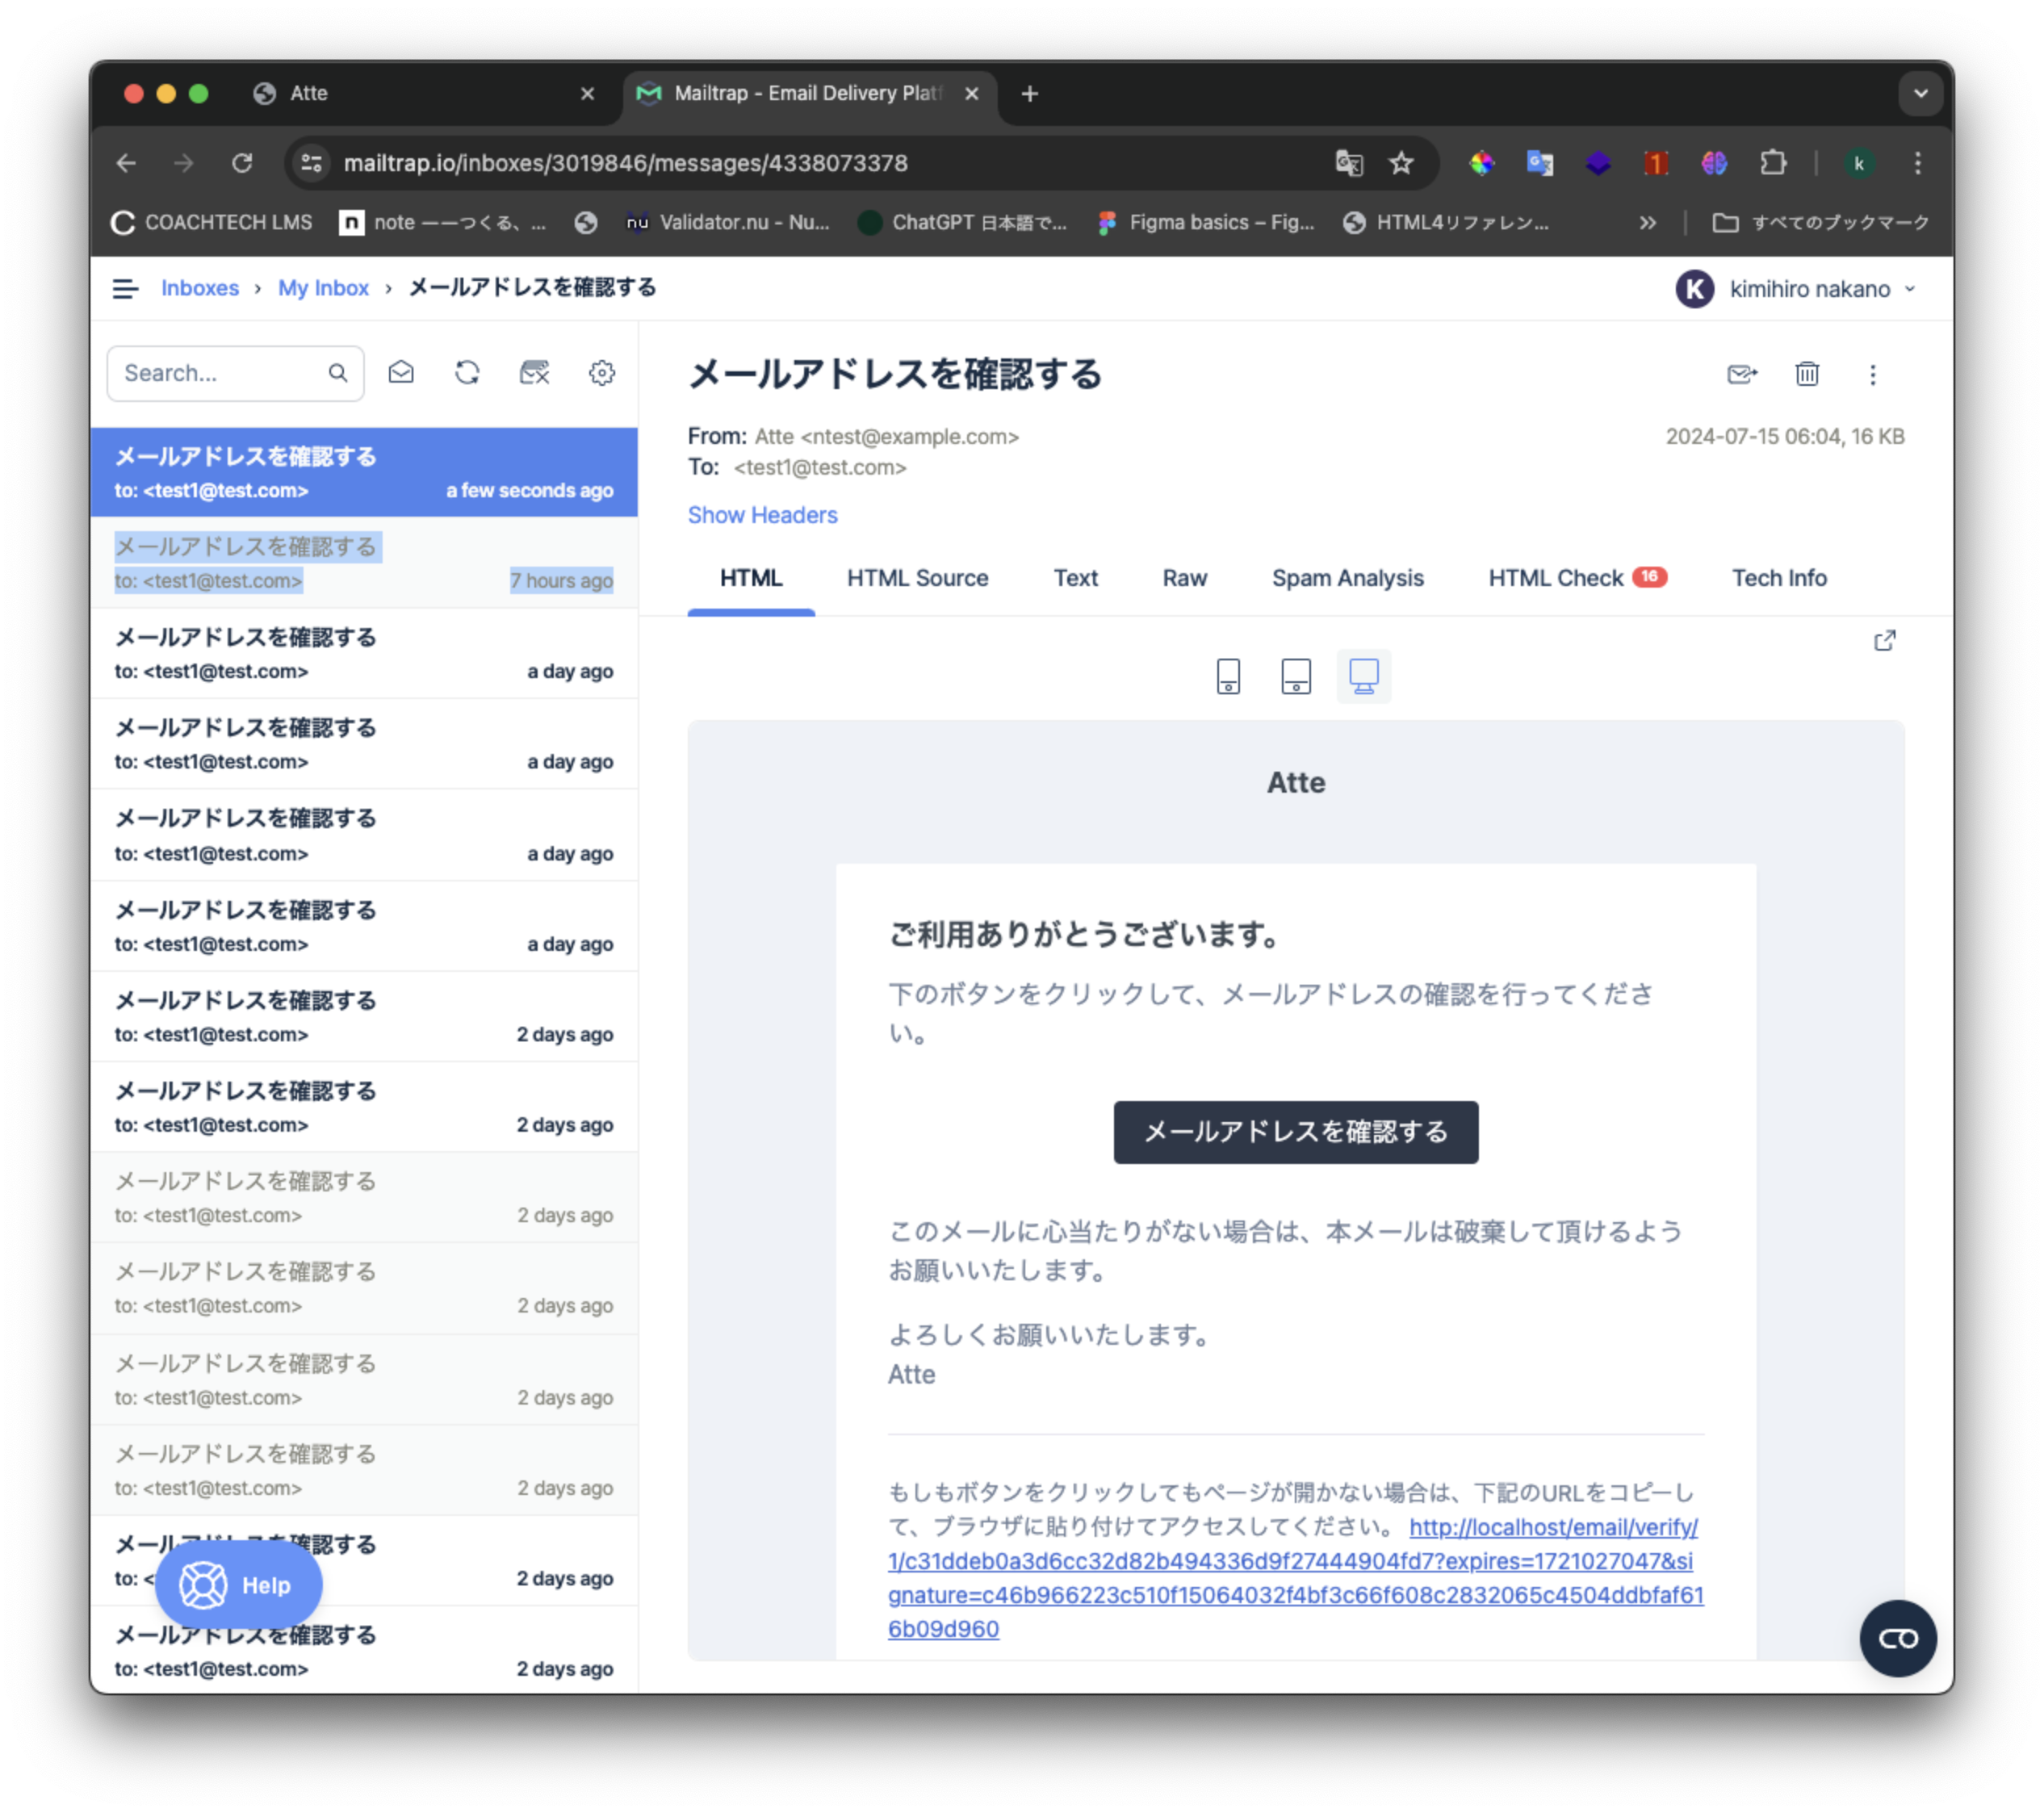 Atte
Mailtrap - Email Delivery Platf
mailtrap.io/inboxes/3019846/messages/4338073378
1
k
COACHTECH LMS
n note ——つくる、...
nu Validator.nu - Nu...
ChatGPT 日本語で...
Figma basics – Fig...
HTML4リファレン...
»
すべてのブックマーク
Inboxes › My Inbox › メールアドレスを確認する
K kimihiro nakano
Search...
メールアドレスを確認する
to: <test1@test.com> a few seconds ago
メールアドレスを確認する
to: <test1@test.com> 7 hours ago
メールアドレスを確認する
to: <test1@test.com> a day ago
メールアドレスを確認する
to: <test1@test.com> a day ago
メールアドレスを確認する
to: <test1@test.com> a day ago
メールアドレスを確認する
to: <test1@test.com> a day ago
メールアドレスを確認する
to: <test1@test.com> 2 days ago
メールアドレスを確認する
to: <test1@test.com> 2 days ago
メールアドレスを確認する
to: <test1@test.com> 2 days ago
メールアドレスを確認する
to: <test1@test.com> 2 days ago
メールアドレスを確認する
to: <test1@test.com> 2 days ago
メールアドレスを確認する
to: <test1@test.com> 2 days ago
メールアドレスを確認する
to: < 2 days ago
Help
メールアドレスを確認する
to: <test1@test.com> 2 days ago
メールアドレスを確認する
From: Atte <ntest@example.com>
2024-07-15 06:04, 16 KB
To: <test1@test.com>
Show Headers
HTML
HTML Source
Text
Raw
Spam Analysis
HTML Check 16
Tech Info
Atte
ご利用ありがとうございます。
下のボタンをクリックして、メールアドレスの確認を行ってくださ
い。
メールアドレスを確認する
このメールに心当たりがない場合は、本メールは破棄して頂けるよう
お願いいたします。
よろしくお願いいたします。
Atte
もしもボタンをクリックしてもページが開かない場合は、下記のURLをコピーし
て、ブラウザに貼り付けてアクセスしてください。 http://localhost/email/verify/
1/c31ddeb0a3d6cc32d82b494336d9f27444904fd7?expires=1721027047&si
gnature=c46b966223c510f15064032f4bf3c66f608c2832065c4504ddbfaf61
6b09d960